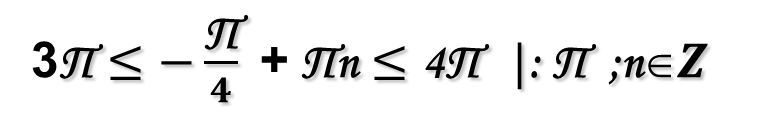 3π ≤ − π/4 + πn ≤ 4π |: π ;n∈Z